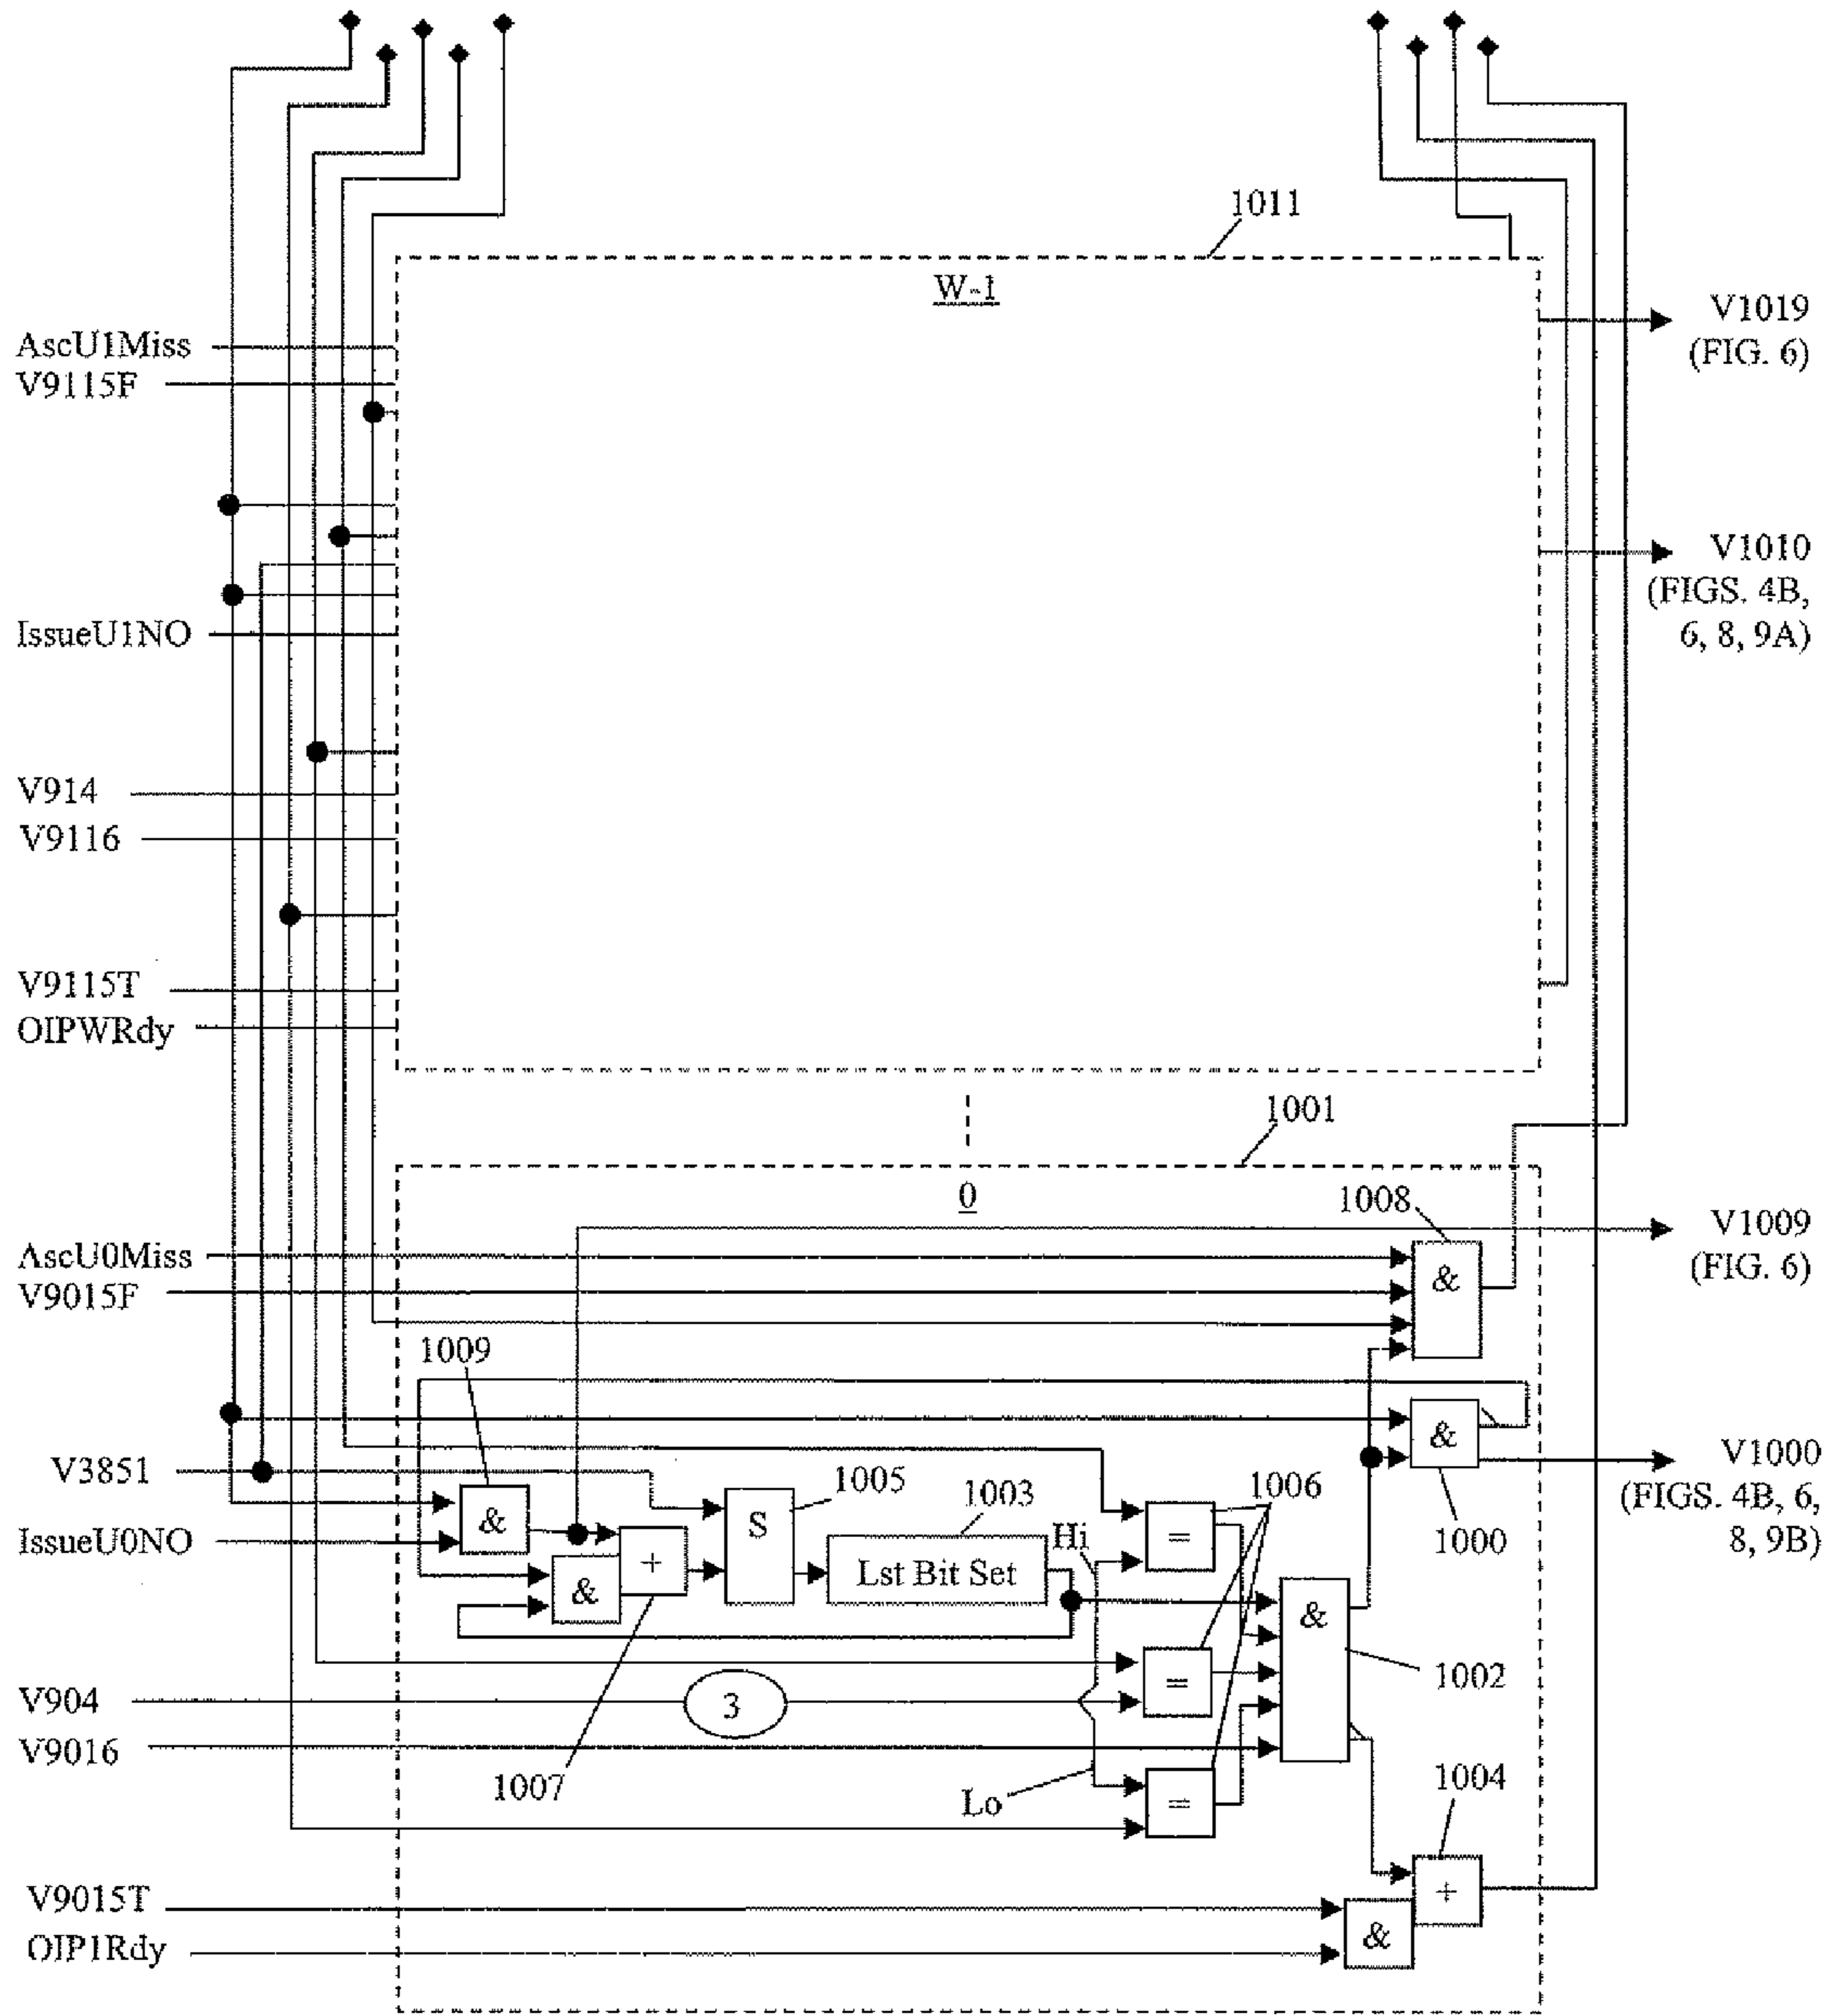 1011
W-1
V1019
(FIG. 6)
AscU1Miss
V9115F
V1010
(FIGS. 4B,
6, 8, 9A)
IssueU1NO
V914
V9116
V9115T
OIPWRdy
1001
0
1008
V1009
(FIG. 6)
AscU0Miss
V9015F
&
1009
&
V1000
(FIGS. 4B, 6,
8, 9B)
V3851
1005
1003
1006
S
&
=
1000
IssueU0NO
Hi
+
Lst Bit Set
&
&
1002
=
V904
3
V9016
1007
1004
Lo
=
V9015T
+
OIP1Rdy
&